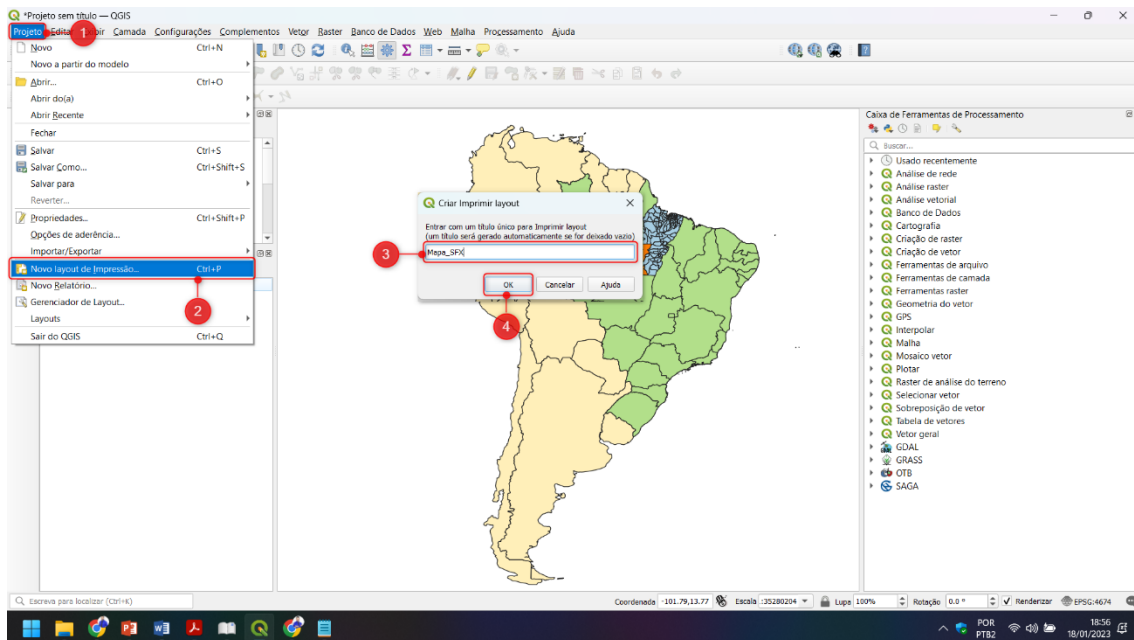 *Projeto sem título — QGIS
Projeto Editar Exibir Camada Configurações Complementos Vetor Raster Banco de Dados Web Malha Processamento Ajuda
1
Novo Ctrl+N
Novo a partir do modelo
Abrir... Ctrl+O
Abrir do(a)
Abrir Recente
Fechar
Salvar Ctrl+S
Salvar Como... Ctrl+Shift+S
Salvar para
Reverter...
Propriedades... Ctrl+Shift+P
Opções de aderência...
Importar/Exportar
Novo layout de Impressão... Ctrl+P
Novo Relatório...
Gerenciador de Layout...
Layouts
Sair do QGIS Ctrl+Q
2
Criar Imprimir layout
Entrar com um título único para Imprimir layout
(um título será gerado automaticamente se for deixado vazio)
3
Mapa_SFX
OK Cancelar Ajuda
4
Caixa de Ferramentas de Processamento
Buscar...
Usado recentemente
Análise de rede
Análise raster
Análise vetorial
Banco de Dados
Cartografia
Criação de raster
Criação de vetor
Ferramentas de arquivo
Ferramentas de camada
Ferramentas raster
Geometria do vetor
GPS
Interpolar
Malha
Mosaico vetor
Plotar
Raster de análise do terreno
Selecionar vetor
Sobreposição de vetor
Tabela de vetores
Vetor geral
GDAL
GRASS
OTB
SAGA
Escreva para localizar (Ctrl+K)
Coordenada -101.79,13.77 Escala :35280204 Lupa 100% Rotação 0.0 ° Renderizar EPSG:4674
POR
PTB2
18:56
18/01/2023